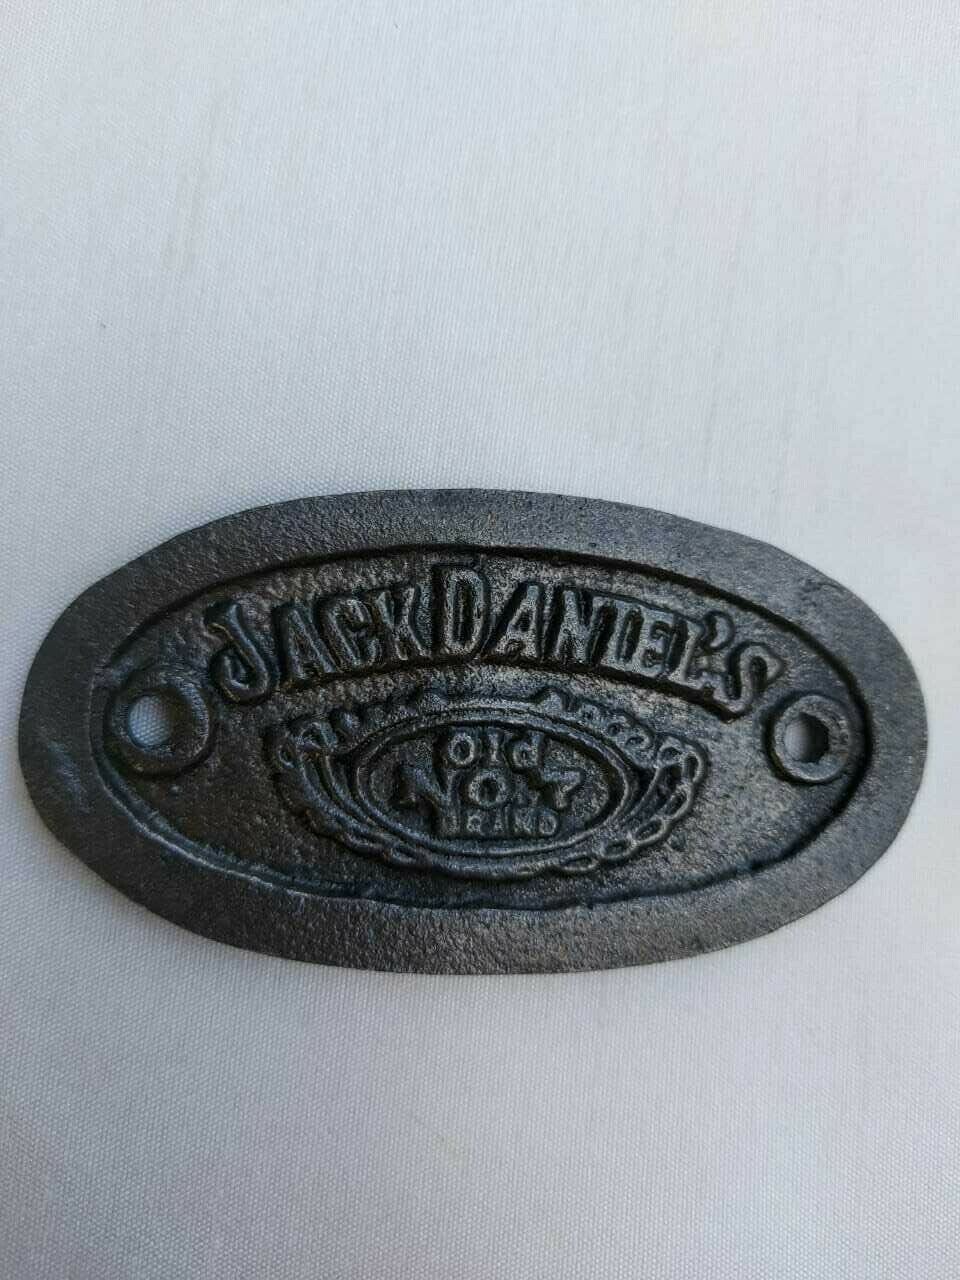 JACK DANIEL'S
Old
No. 7
BRAND